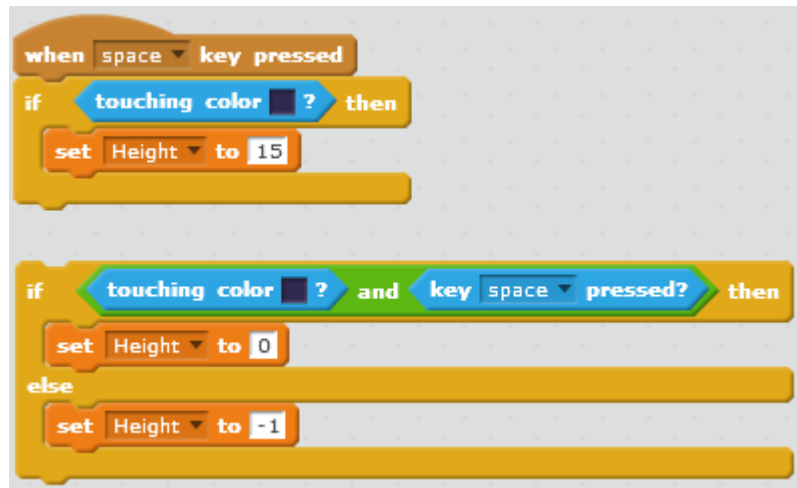 when space key pressed
if touching color ? then
set Height to 15
if touching color ? and key space pressed? then
set Height to 0
else
set Height to -1